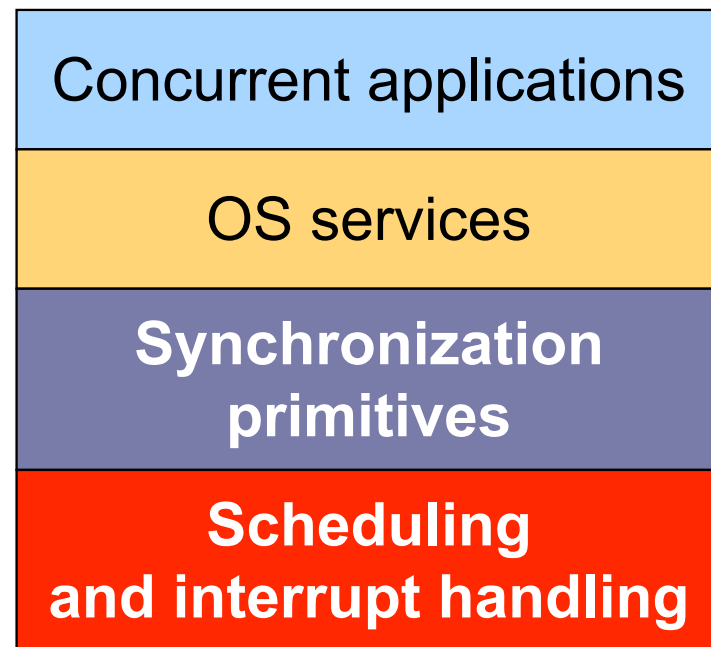 Concurrent applications
OS services
Synchronization
primitives
Scheduling
and interrupt handling